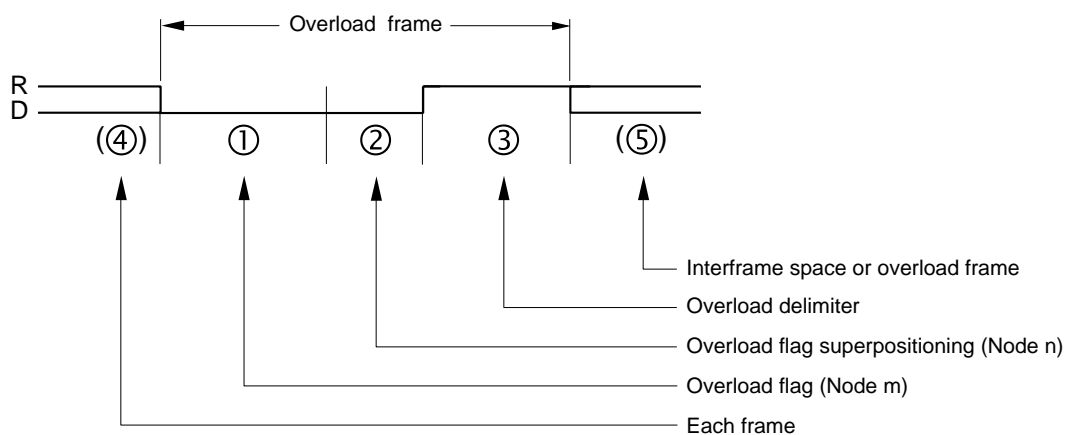 Overload frame
R
D
(④) ① ② ③ (⑤)
Interframe space or overload frame
Overload delimiter
Overload flag superpositioning (Node n)
Overload flag (Node m)
Each frame